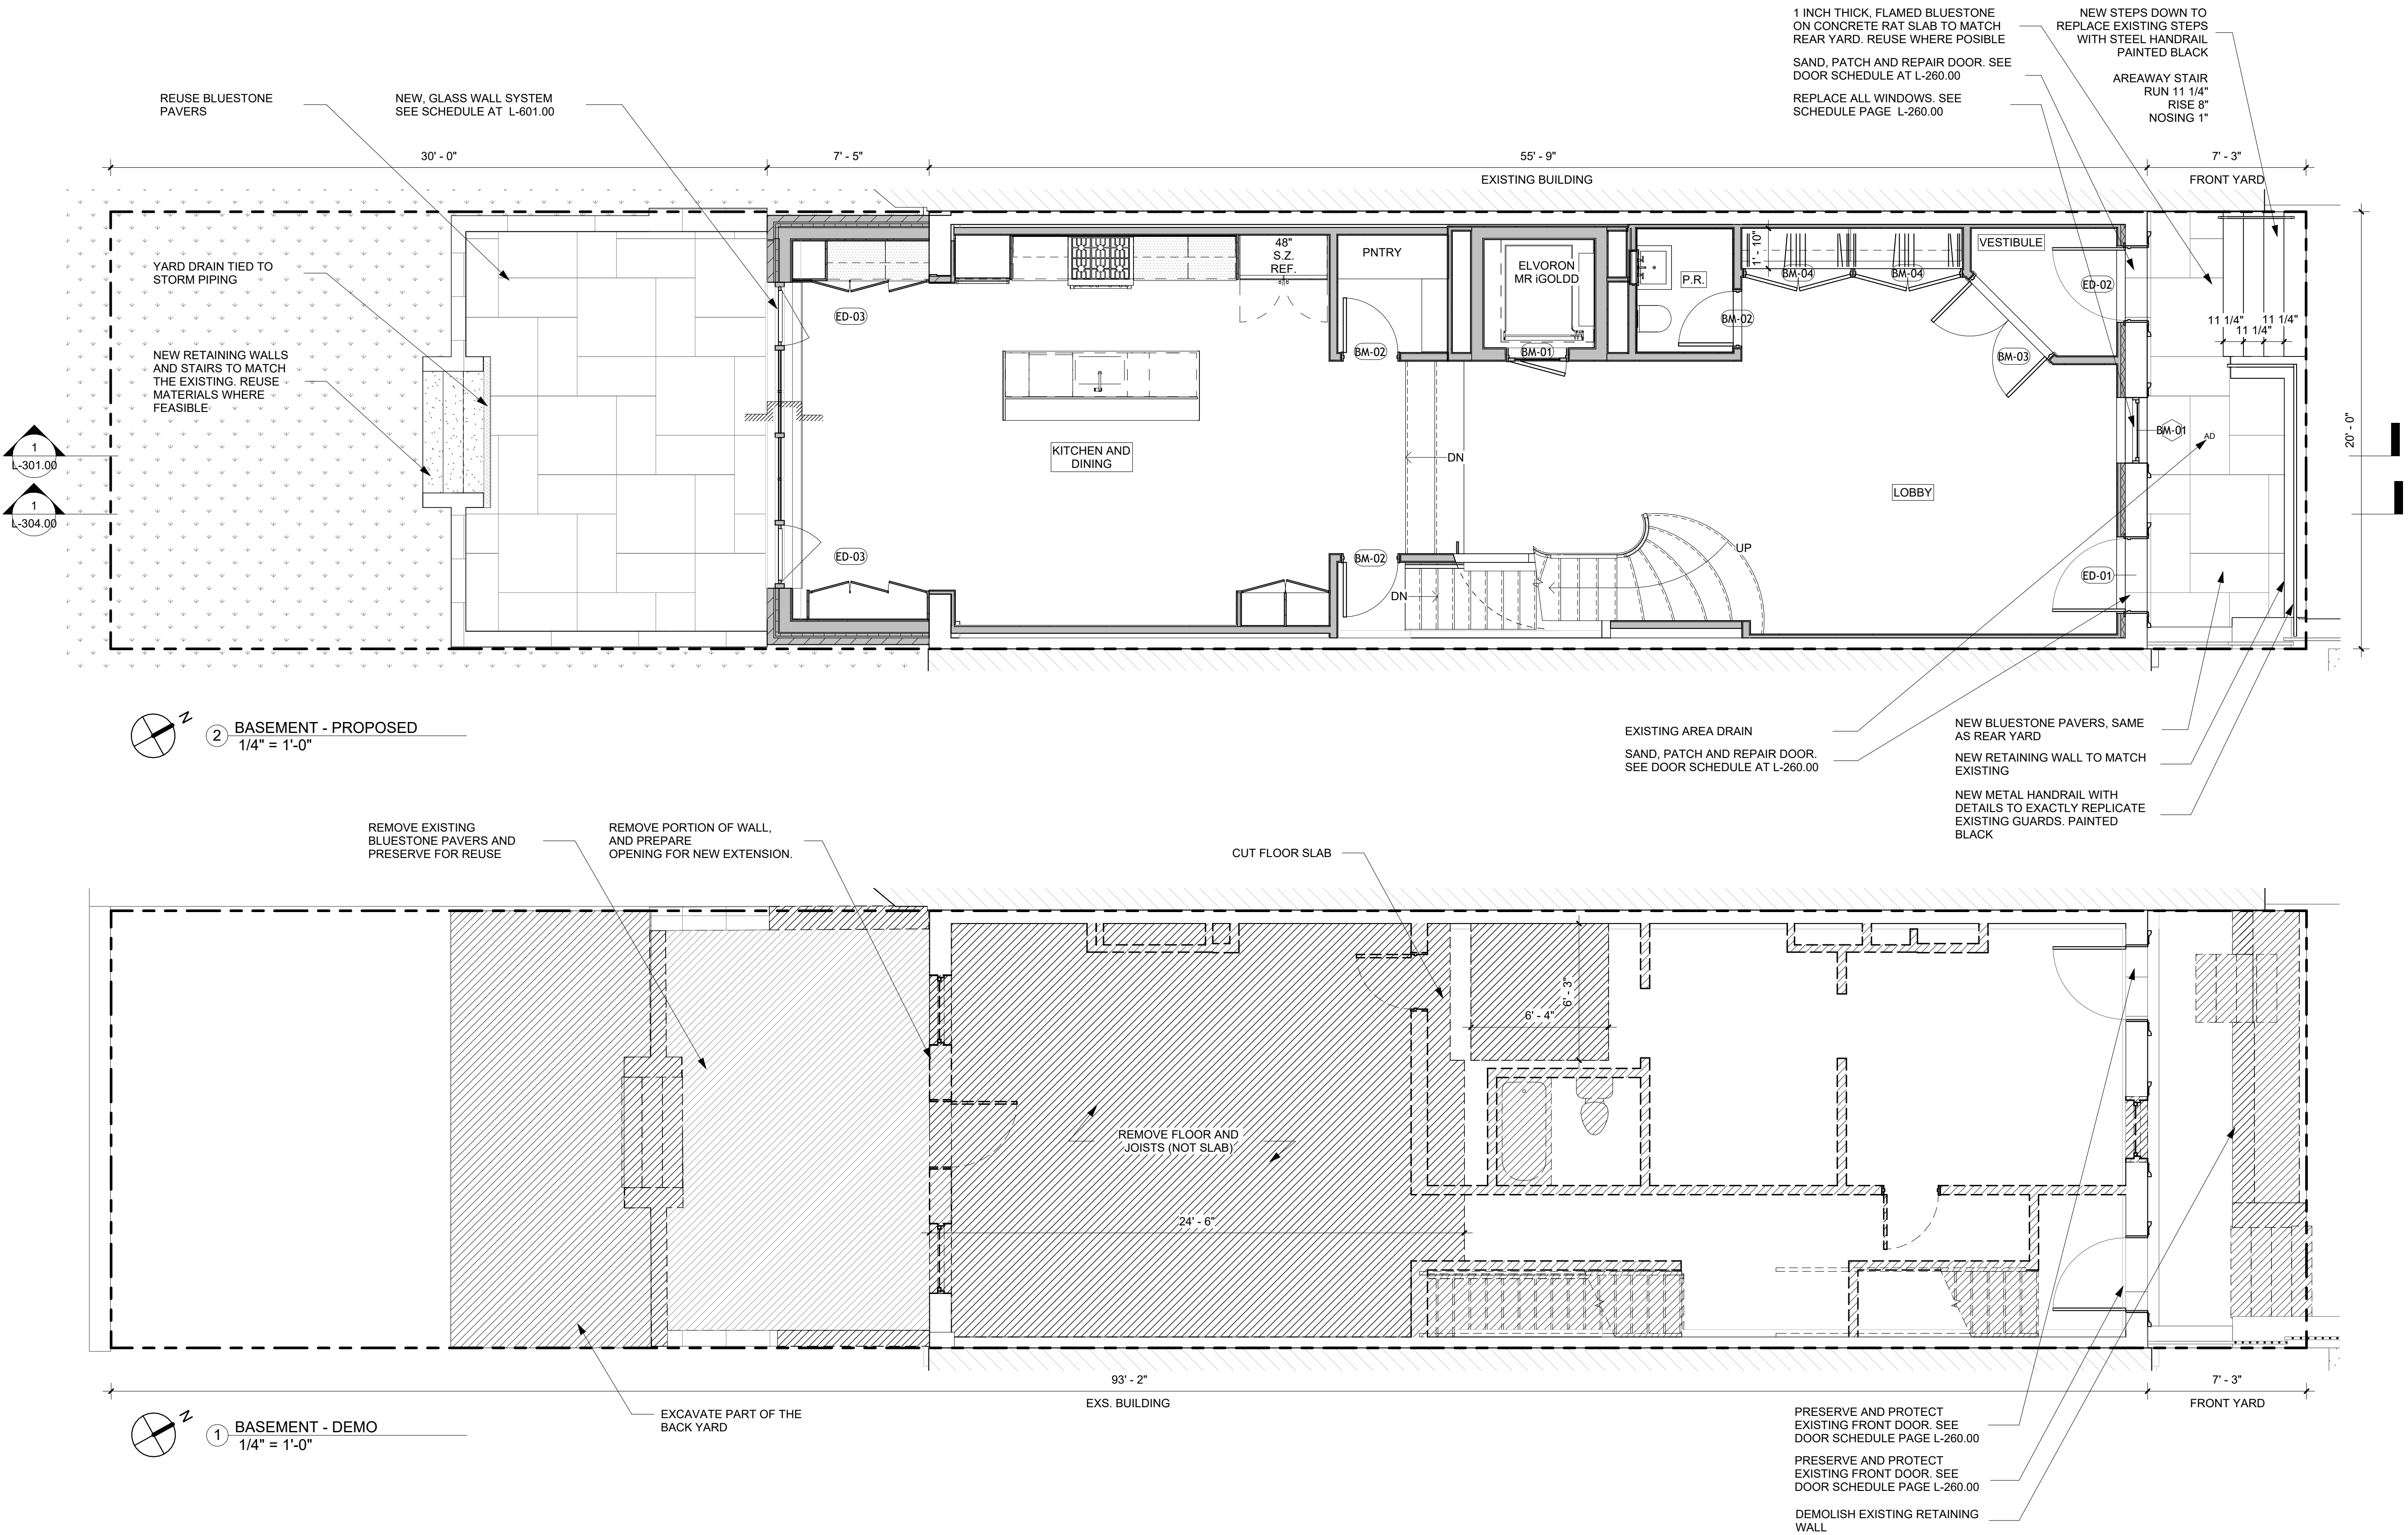 1 INCH THICK, FLAMED BLUESTONE
ON CONCRETE RAT SLAB TO MATCH
REAR YARD. REUSE WHERE POSIBLE
SAND, PATCH AND REPAIR DOOR. SEE
DOOR SCHEDULE AT L-260.00
REPLACE ALL WINDOWS. SEE
SCHEDULE PAGE L-260.00
NEW STEPS DOWN TO
REPLACE EXISTING STEPS
WITH STEEL HANDRAIL
PAINTED BLACK
AREAWAY STAIR
RUN 11 1/4"
RISE 8"
NOSING 1"
REUSE BLUESTONE
PAVERS
NEW, GLASS WALL SYSTEM
SEE SCHEDULE AT L-601.00
30' - 0"
7' - 5"
55' - 9"
7' - 3"
EXISTING BUILDING
FRONT YARD
YARD DRAIN TIED TO
STORM PIPING
NEW RETAINING WALLS
AND STAIRS TO MATCH
THE EXISTING. REUSE
MATERIALS WHERE
FEASIBLE
1
L-301.00
1
L-304.00
ED-03
ED-03
48"
S.Z.
REF.
PNTRY
BM-02
BM-02
KITCHEN AND
DINING
ELVORON
MR iGOLDD
BM-01
P.R.
BM-02
1' - 10"
BM-04
BM-04
VESTIBULE
ED-02
BM-03
11 1/4"
11 1/4"
11 1/4"
BM-01
AD
20' - 0"
DN
LOBBY
UP
DN
ED-01
N
2
BASEMENT - PROPOSED
1/4" = 1'-0"
EXISTING AREA DRAIN
SAND, PATCH AND REPAIR DOOR.
SEE DOOR SCHEDULE AT L-260.00
NEW BLUESTONE PAVERS, SAME
AS REAR YARD
NEW RETAINING WALL TO MATCH
EXISTING
NEW METAL HANDRAIL WITH
DETAILS TO EXACTLY REPLICATE
EXISTING GUARDS. PAINTED
BLACK
REMOVE EXISTING
BLUESTONE PAVERS AND
PRESERVE FOR REUSE
REMOVE PORTION OF WALL,
AND PREPARE
OPENING FOR NEW EXTENSION.
CUT FLOOR SLAB
6' - 3"
6' - 4"
REMOVE FLOOR AND
JOISTS (NOT SLAB)
24' - 6"
93' - 2"
EXS. BUILDING
7' - 3"
FRONT YARD
N
1
BASEMENT - DEMO
1/4" = 1'-0"
EXCAVATE PART OF THE
BACK YARD
PRESERVE AND PROTECT
EXISTING FRONT DOOR. SEE
DOOR SCHEDULE PAGE L-260.00
PRESERVE AND PROTECT
EXISTING FRONT DOOR. SEE
DOOR SCHEDULE PAGE L-260.00
DEMOLISH EXISTING RETAINING
WALL